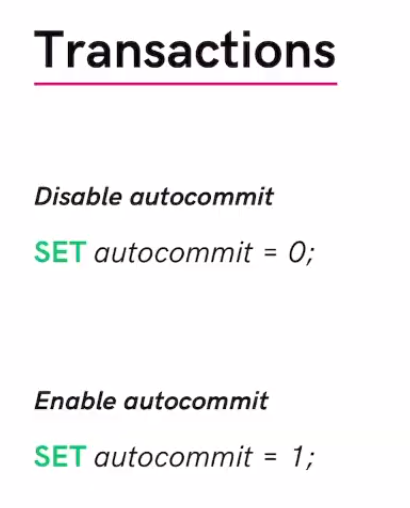 Transactions
Disable autocommit
SET autocommit = 0;
Enable autocommit
SET autocommit = 1;